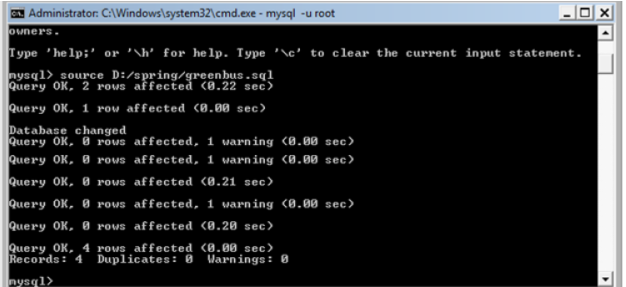 Administrator: C:\Windows\system32\cmd.exe - mysql -u root
owners.
Type 'help;' or '\h' for help. Type '\c' to clear the current input statement.
mysql> source D:/spring/greenbus.sql
Query OK, 2 rows affected (0.22 sec)
Query OK, 1 row affected (0.00 sec)
Database changed
Query OK, 0 rows affected, 1 warning (0.00 sec)
Query OK, 0 rows affected, 1 warning (0.00 sec)
Query OK, 0 rows affected (0.21 sec)
Query OK, 0 rows affected, 1 warning (0.00 sec)
Query OK, 0 rows affected (0.20 sec)
Query OK, 4 rows affected (0.00 sec)
Records: 4  Duplicates: 0  Warnings: 0
mysql>